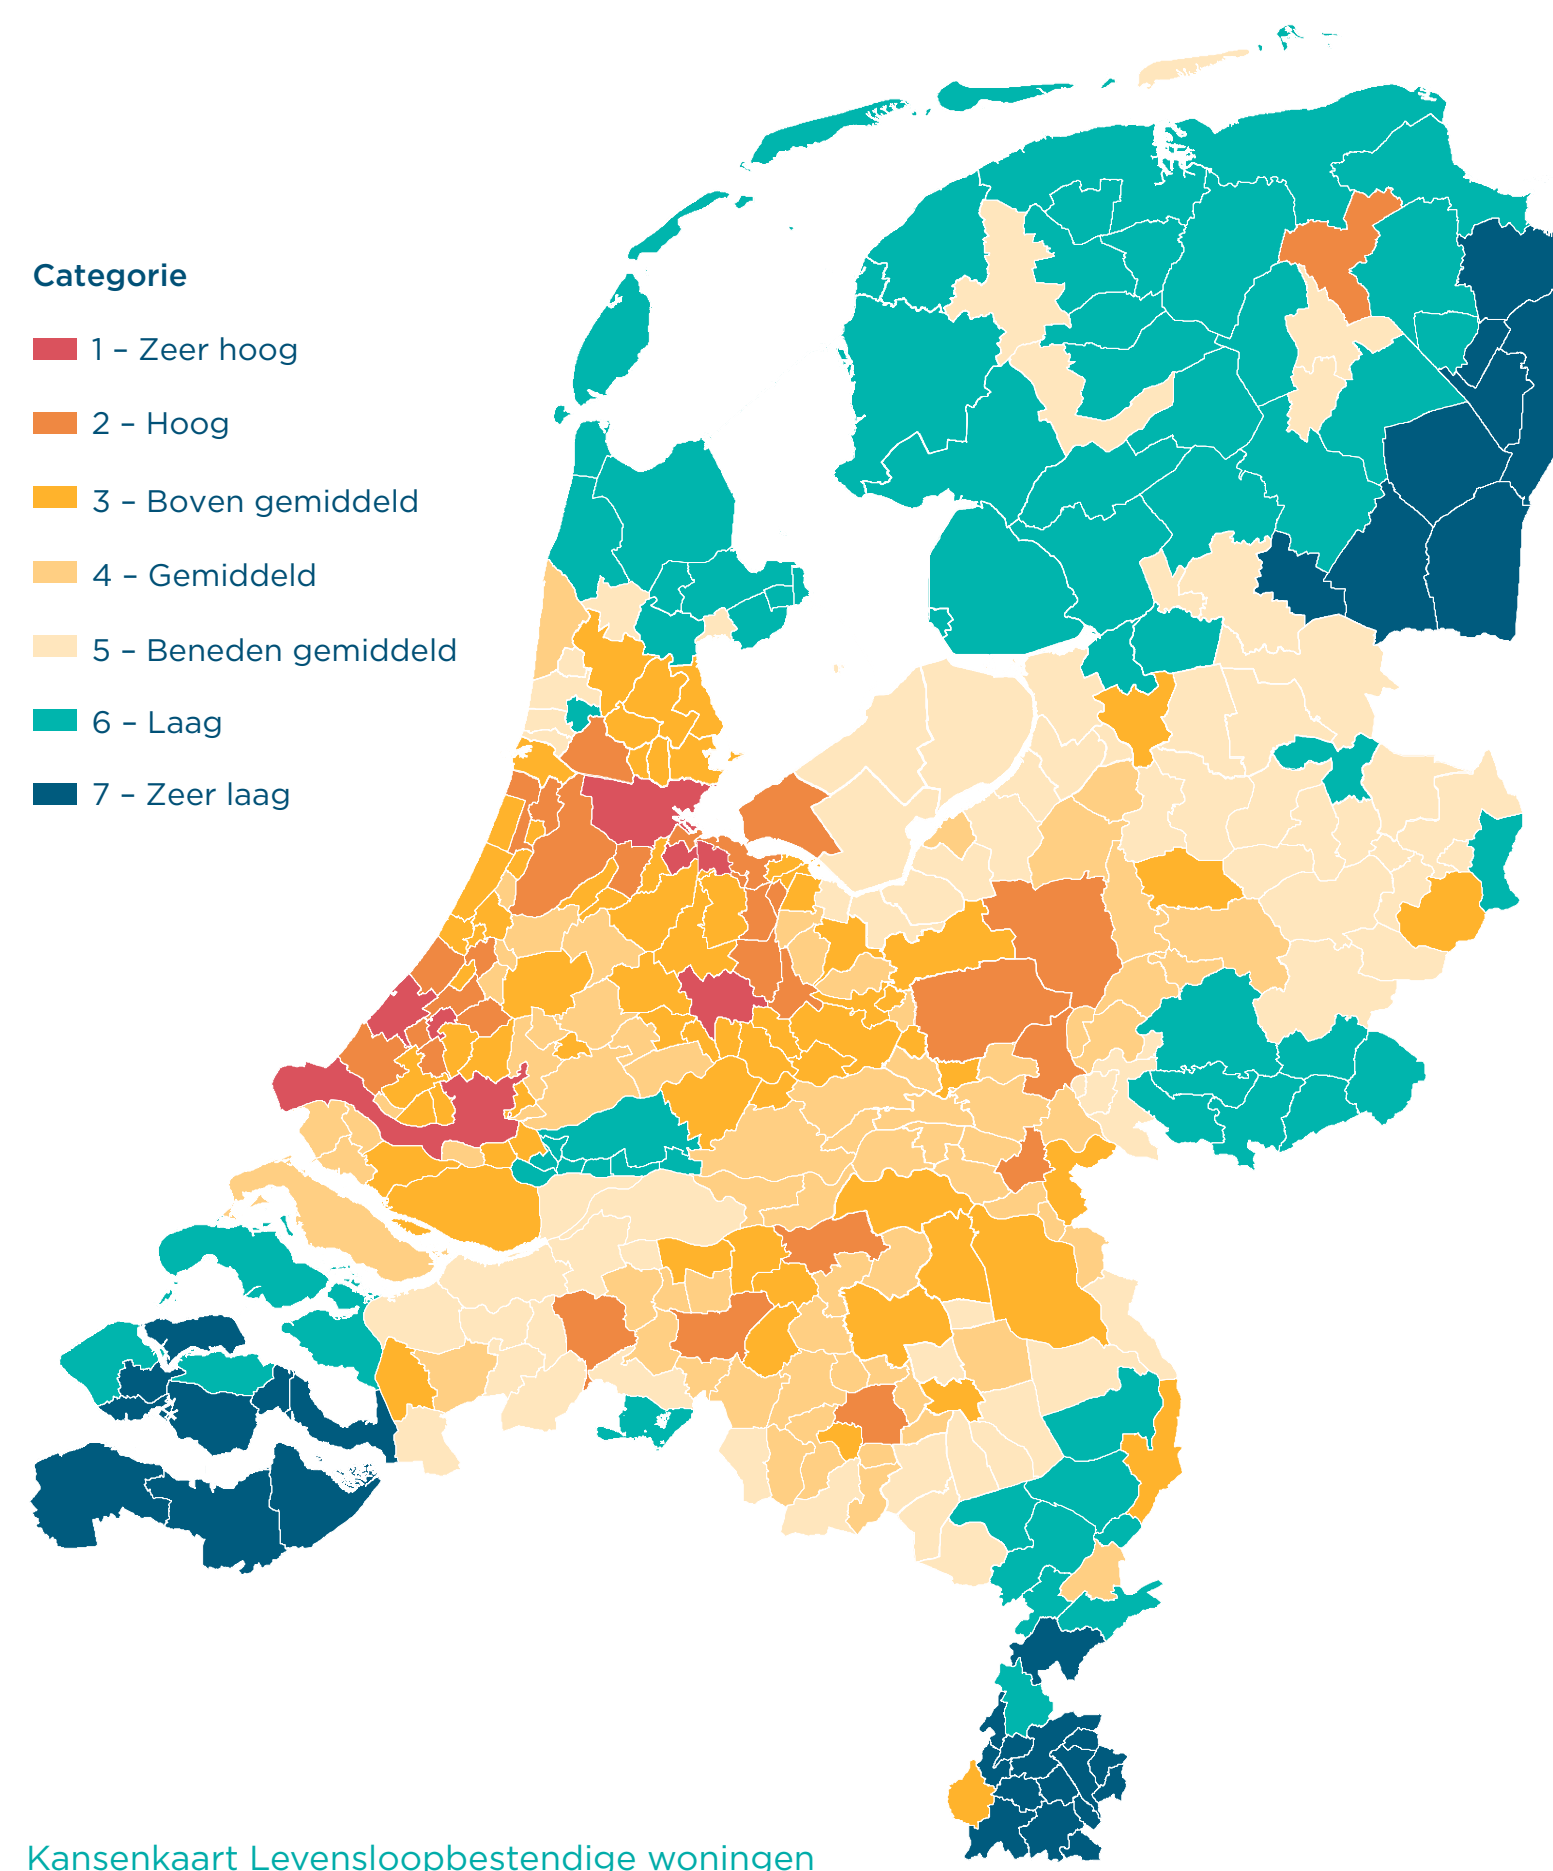 Categorie
1 – Zeer hoog
2 – Hoog
3 – Boven gemiddeld
4 – Gemiddeld
5 – Beneden gemiddeld
6 – Laag
7 – Zeer laag
Kansenkaart Levensloopbestendige woningen